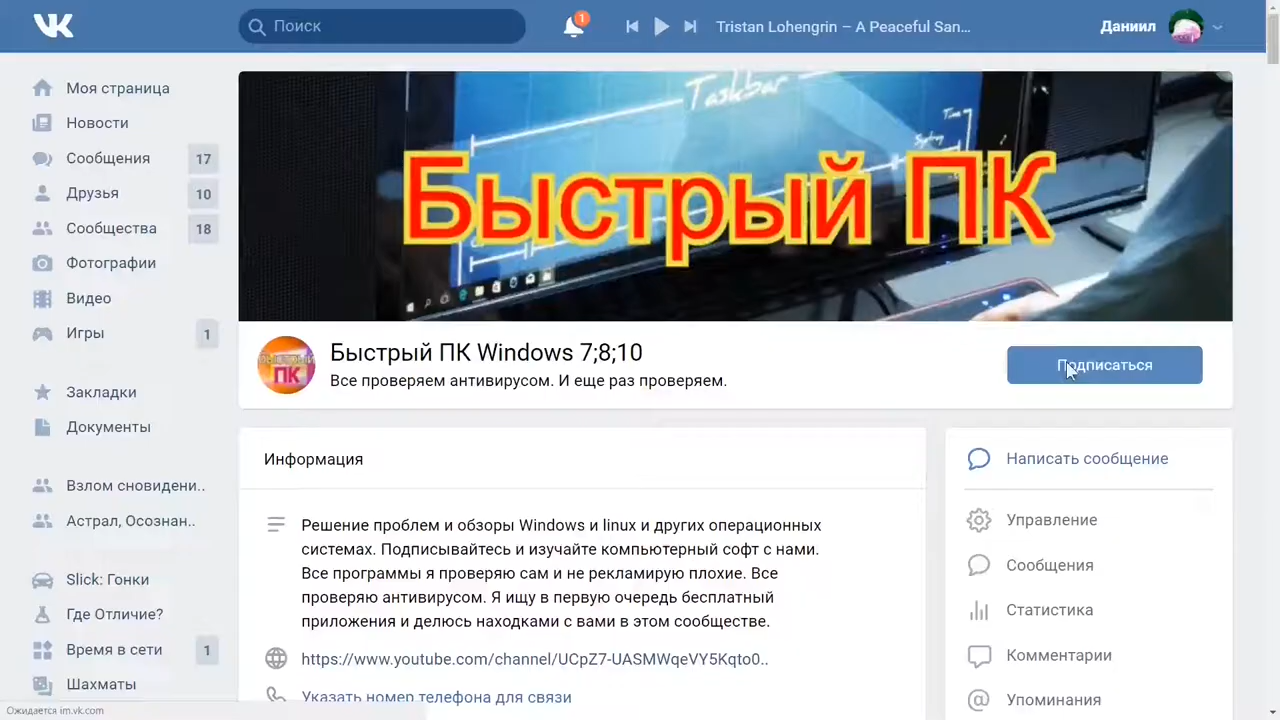 Поиск
1
Tristan Lohengrin – A Peaceful San...
Даниил
Моя страница
Новости
Сообщения 17
Друзья 10
Сообщества 18
Фотографии
Видео
Игры 1
Закладки
Документы
Взлом сновидени..
Астрал, Осознан..
Slick: Гонки
Где Отличие?
Время в сети 1
Шахматы
Ожидается im.vk.com
Taskbar
Time
Быстрый ПК
БЫСТРЫЙ
ПК
Быстрый ПК Windows 7;8;10
Все проверяем антивирусом. И еще раз проверяем.
Подписаться
Информация
Решение проблем и обзоры Windows и linux и других операционных
системах. Подписывайтесь и изучайте компьютерный софт с нами.
Все программы я проверяю сам и не рекламирую плохие. Все
проверяю антивирусом. Я ищу в первую очередь бесплатный
приложения и делюсь находками с вами в этом сообществе.
https://www.youtube.com/channel/UCpZ7-UASMWqeVY5Kqto0..
Указать номер телефона для связи
Написать сообщение
Управление
Сообщения
Статистика
Комментарии
Упоминания